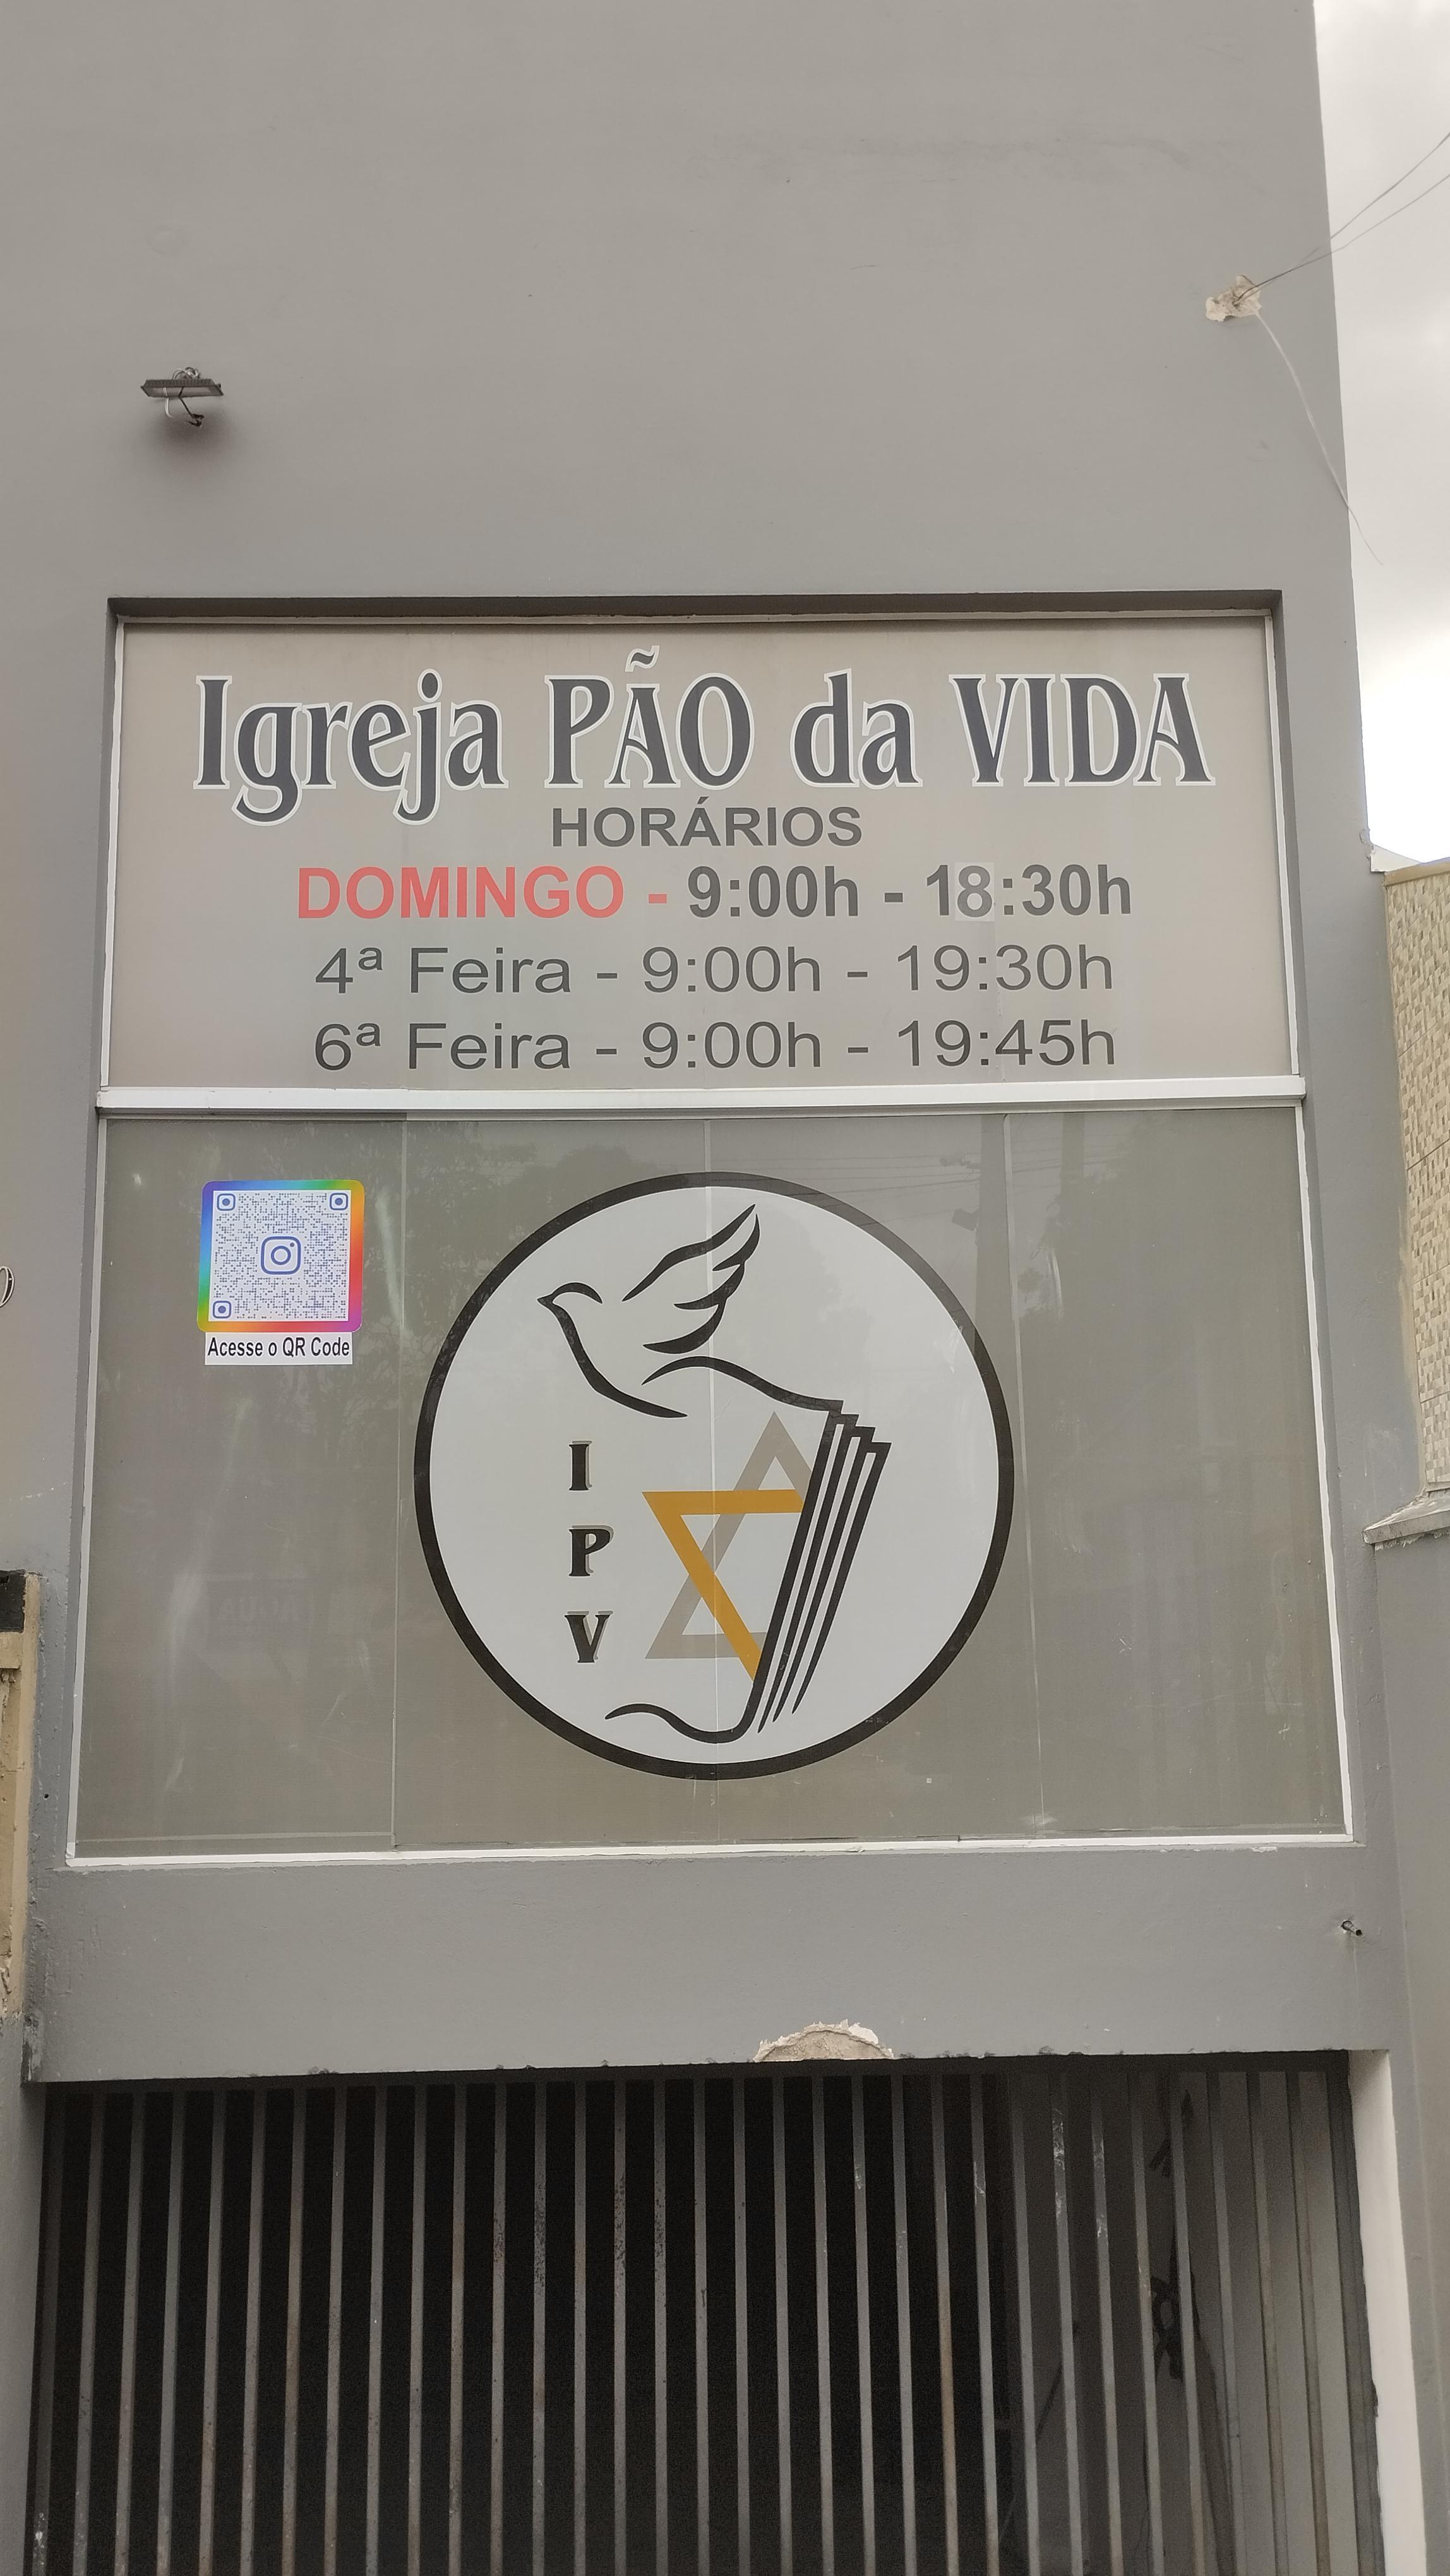 Igreja PÃO da VIDA
HORÁRIOS
DOMINGO - 9:00h - 18:30h
4ª Feira - 9:00h - 19:30h
6ª Feira - 9:00h - 19:45h
Acesse o QR Code
I
P
V